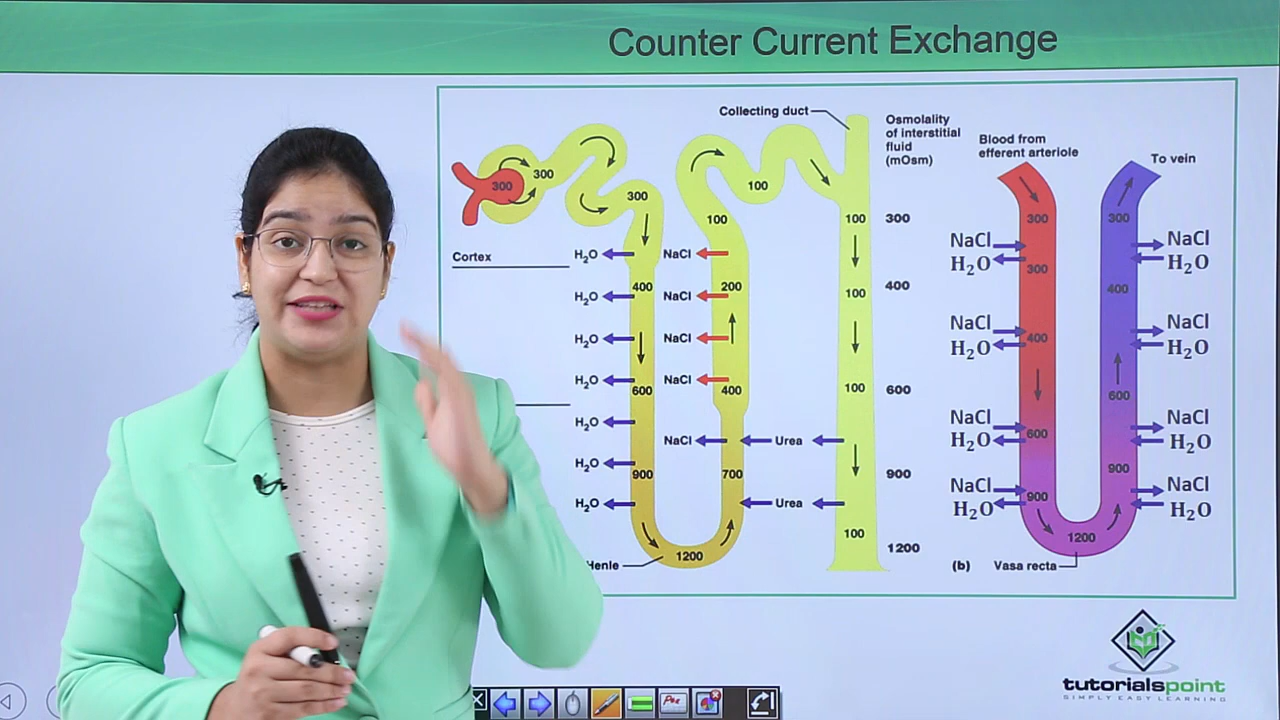 Counter Current Exchange
Collecting duct
Osmolality
of interstitial
fluid
(mOsm)
Blood from
efferent arteriole
To vein
300
300
300
Cortex
100
100
100
300
300
300
H₂O
NaCl
NaCl
H₂O
NaCl
H₂O
300
400
200
H₂O
NaCl
100
400
400
H₂O
NaCl
NaCl
H₂O
400
NaCl
H₂O
H₂O
NaCl
600
400
100
600
600
H₂O
NaCl
H₂O
600
NaCl
H₂O
NaCl
Urea
H₂O
900
700
900
900
Urea
H₂O
NaCl
H₂O
900
NaCl
H₂O
100
1200
1200
1200
Henle
(b)
Vasa recta
tutorialspoint
SIMPLY EASY LEARNING